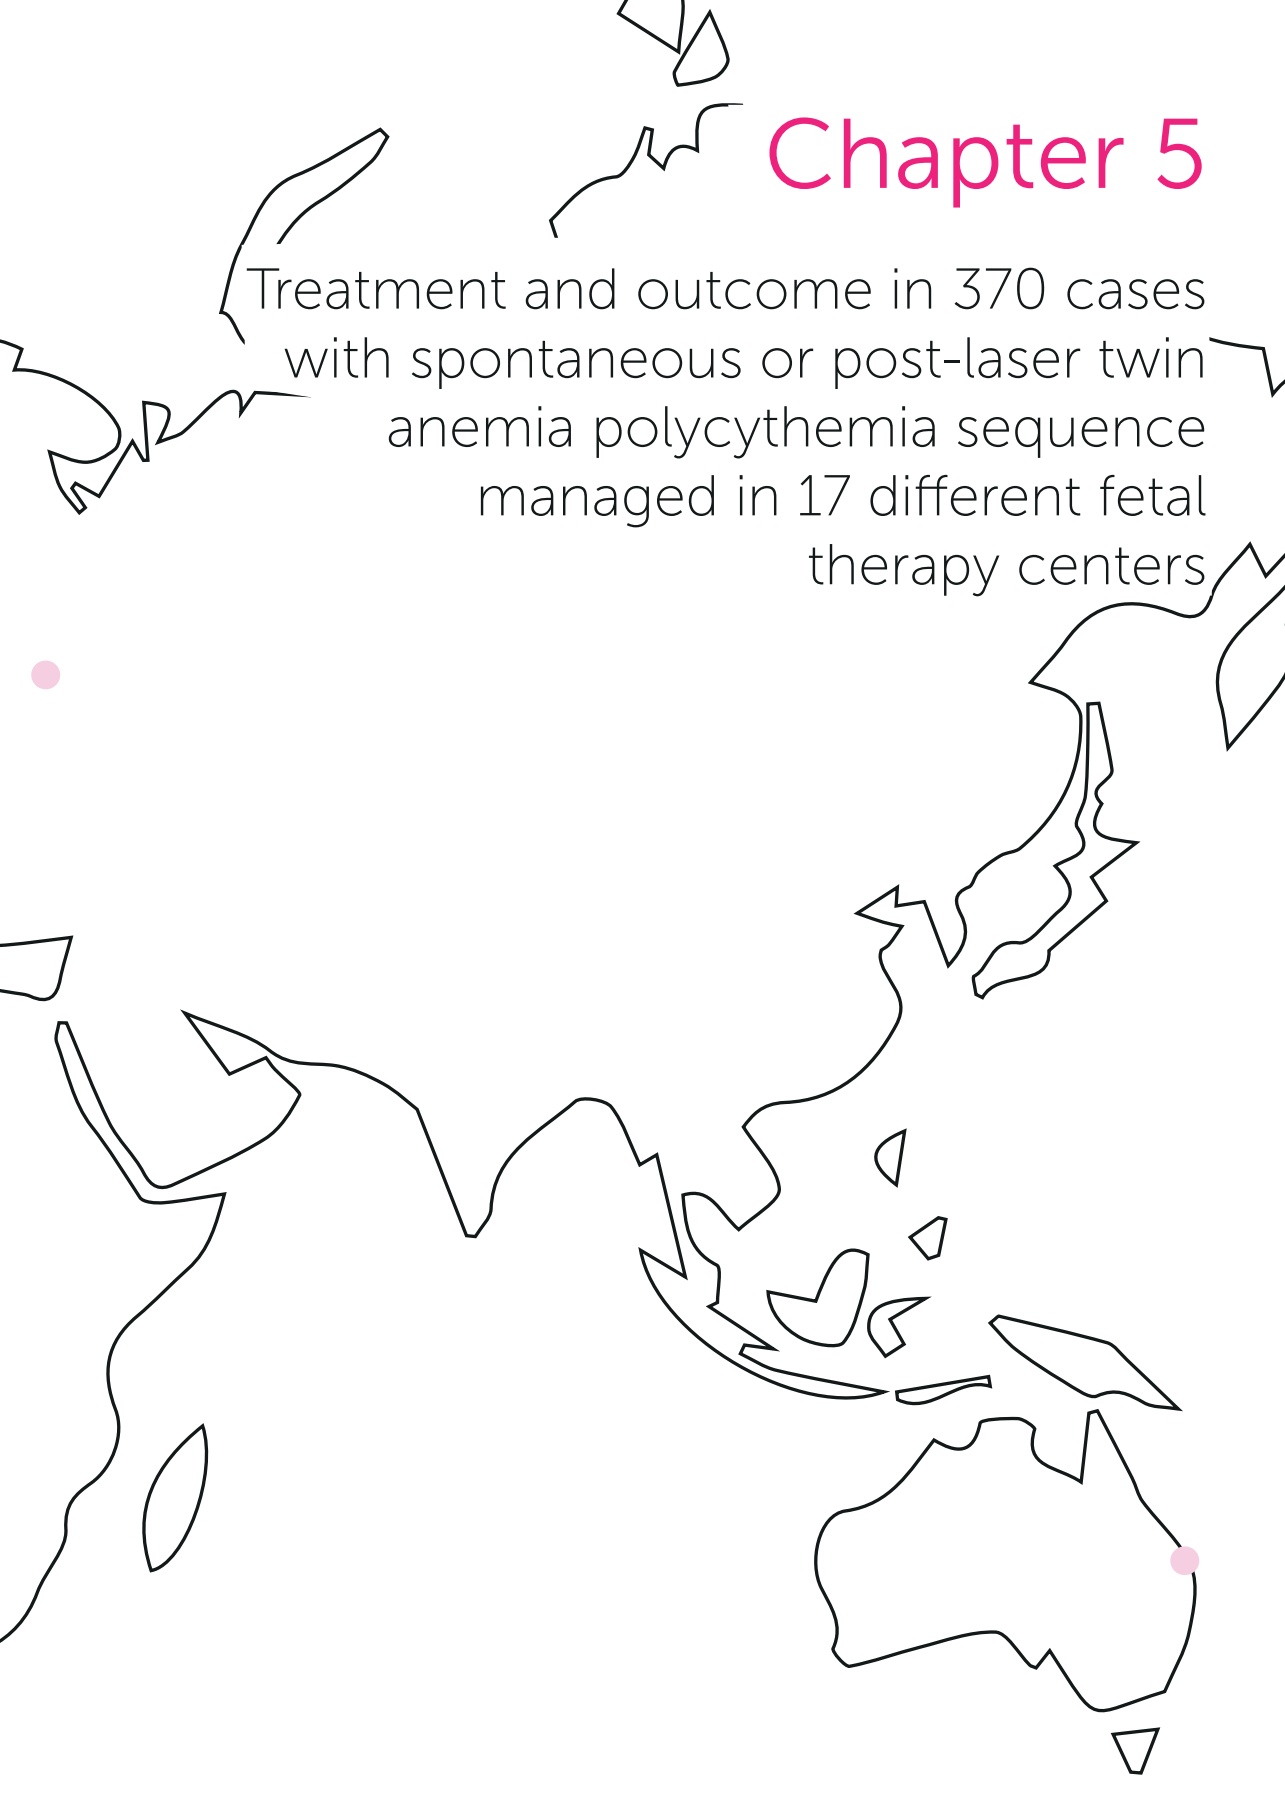 Chapter 5
Treatment and outcome in 370 cases
with spontaneous or post-laser twin
anemia polycythemia sequence
managed in 17 different fetal
therapy centers